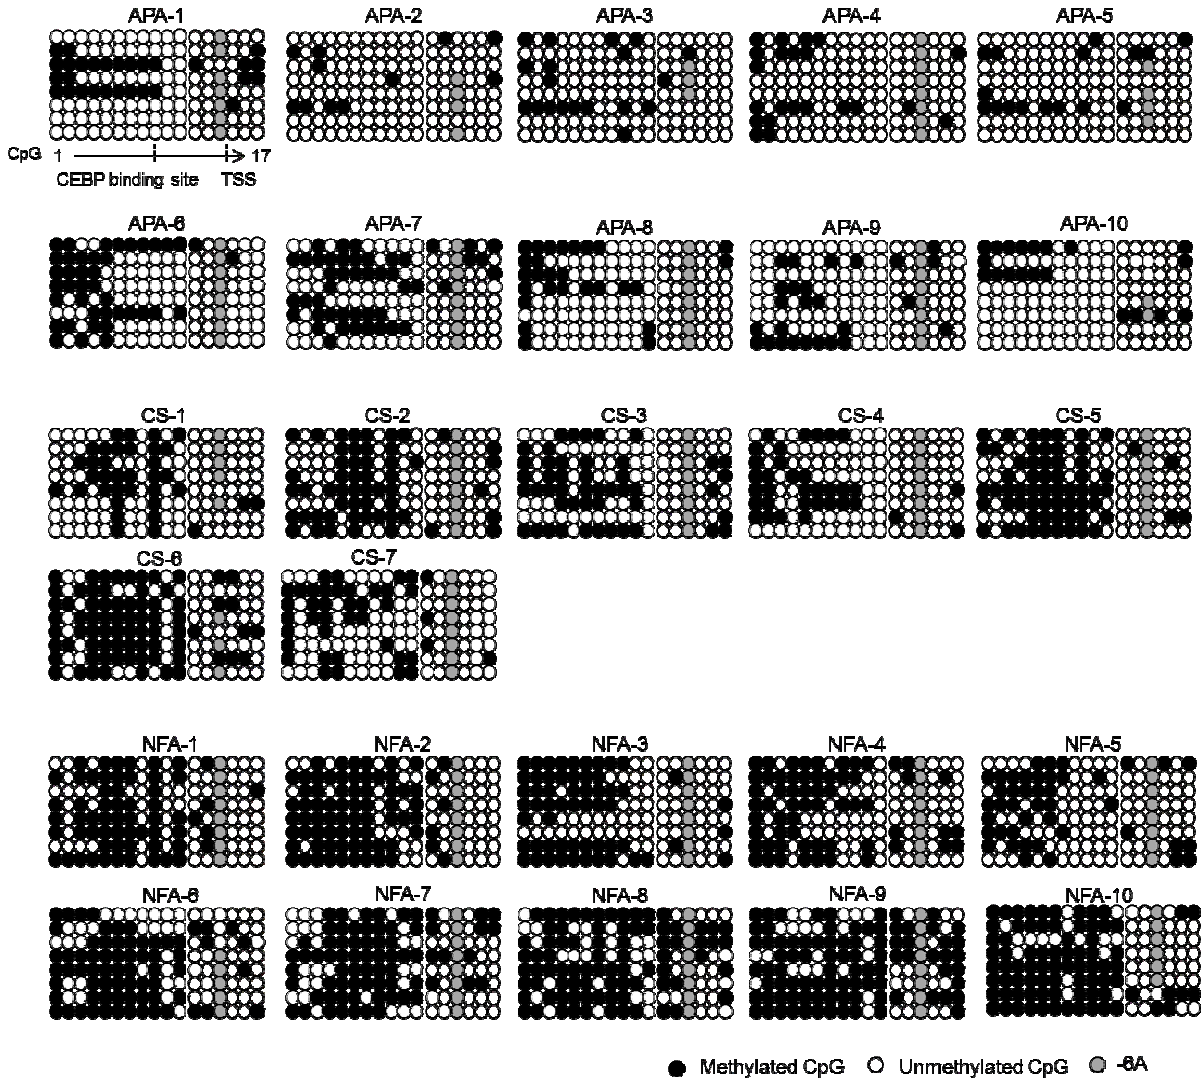 APA-1 APA-2 APA-3 APA-4 APA-5
CpG 1 17
CEBP binding site TSS
APA-6 APA-7 APA-8 APA-9 APA-10
CS-1 CS-2 CS-3 CS-4 CS-5
CS-6 CS-7
NFA-1 NFA-2 NFA-3 NFA-4 NFA-5
NFA-6 NFA-7 NFA-8 NFA-9 NFA-10
Methylated CpG Unmethylated CpG -6A